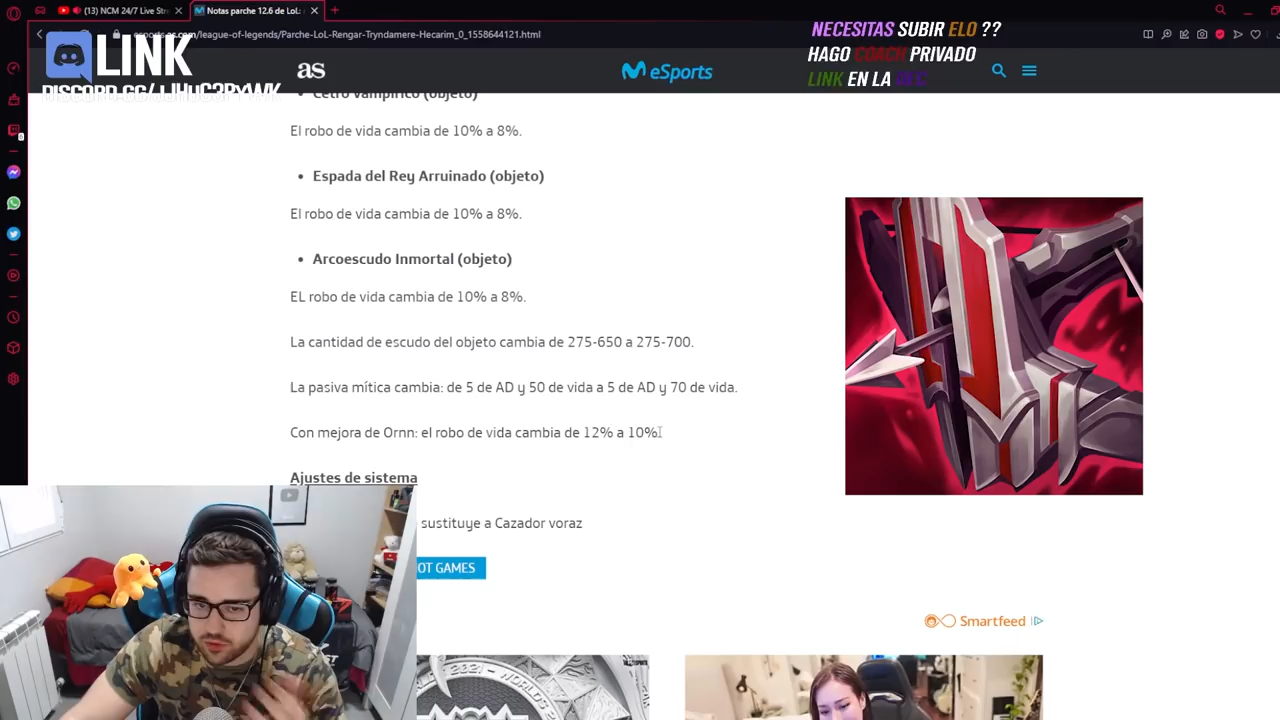 (13) NCM 24/7 Live Str
Notas parche 12.6 de LoL:
esports.as.com/league-of-legends/Parche-LoL-Rengar-Tryndamere-Hecarim_0_1558644121.html
LINK
NECESITAS SUBIR ELO ??
HAGO COACH PRIVADO
LINK EN LA
as
eSports
Cetro vampírico (objeto)
El robo de vida cambia de 10% a 8%.
• Espada del Rey Arruinado (objeto)
El robo de vida cambia de 10% a 8%.
• Arcoescudo Inmortal (objeto)
EL robo de vida cambia de 10% a 8%.
La cantidad de escudo del objeto cambia de 275-650 a 275-700.
La pasiva mítica cambia: de 5 de AD y 50 de vida a 5 de AD y 70 de vida.
Con mejora de Ornn: el robo de vida cambia de 12% a 10%.
Ajustes de sistema
sustituye a Cazador voraz
OT GAMES
Smartfeed